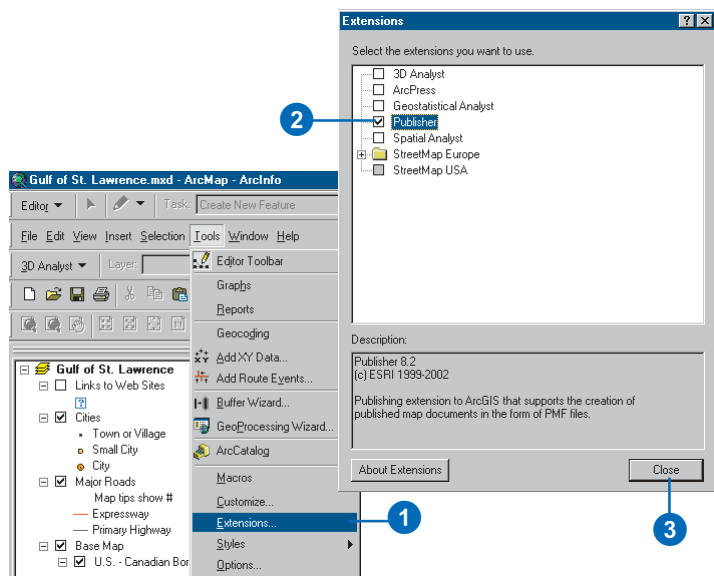 Extensions
Select the extensions you want to use.
3D Analyst
ArcPress
Geostatistical Analyst
Publisher
Spatial Analyst
StreetMap Europe
StreetMap USA
2
Description:
Publisher 8.2
(c) ESRI 1999-2002
Publishing extension to ArcGIS that supports the creation of
published map documents in the form of PMF files.
About Extensions
Close
3
Gulf of St. Lawrence.mxd - ArcMap - ArcInfo
Editor Task: Create New Feature
File Edit View Insert Selection Tools Window Help
3D Analyst Layer:
Editor Toolbar
Graphs
Reports
Geocoding
Add XY Data...
Add Route Events...
Buffer Wizard...
GeoProcessing Wizard...
ArcCatalog
Macros
Customize...
Extensions...
Styles
Options...
1
Gulf of St. Lawrence
Links to Web Sites
?
Cities
Town or Village
Small City
City
Major Roads
Map tips show #
Expressway
Primary Highway
Base Map
U.S. - Canadian Bor